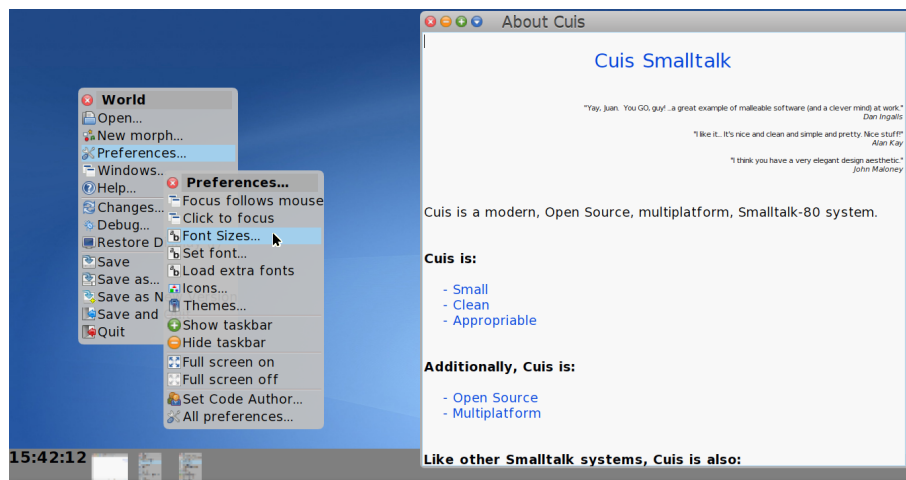 World
Open...
New morph...
Preferences...
Windows..
Help...
Changes...
Debug...
Restore D
Save
Save as...
Save as N
Save and
Quit
Preferences...
Focus follows mouse
Click to focus
Font Sizes...
Set font...
Load extra fonts
Icons...
Themes...
Show taskbar
Hide taskbar
Full screen on
Full screen off
Set Code Author...
All preferences...
15:42:12
About Cuis
Cuis Smalltalk
"Yay, Juan. You GO, guy! ..a great example of malleable software (and a clever mind) at work."
Dan Ingalls
"I like it.. It's nice and clean and simple and pretty. Nice stuff!"
Alan Kay
"I think you have a very elegant design aesthetic."
John Maloney
Cuis is a modern, Open Source, multiplatform, Smalltalk-80 system.
Cuis is:
- Small
- Clean
- Appropriable
Additionally, Cuis is:
- Open Source
- Multiplatform
Like other Smalltalk systems, Cuis is also: